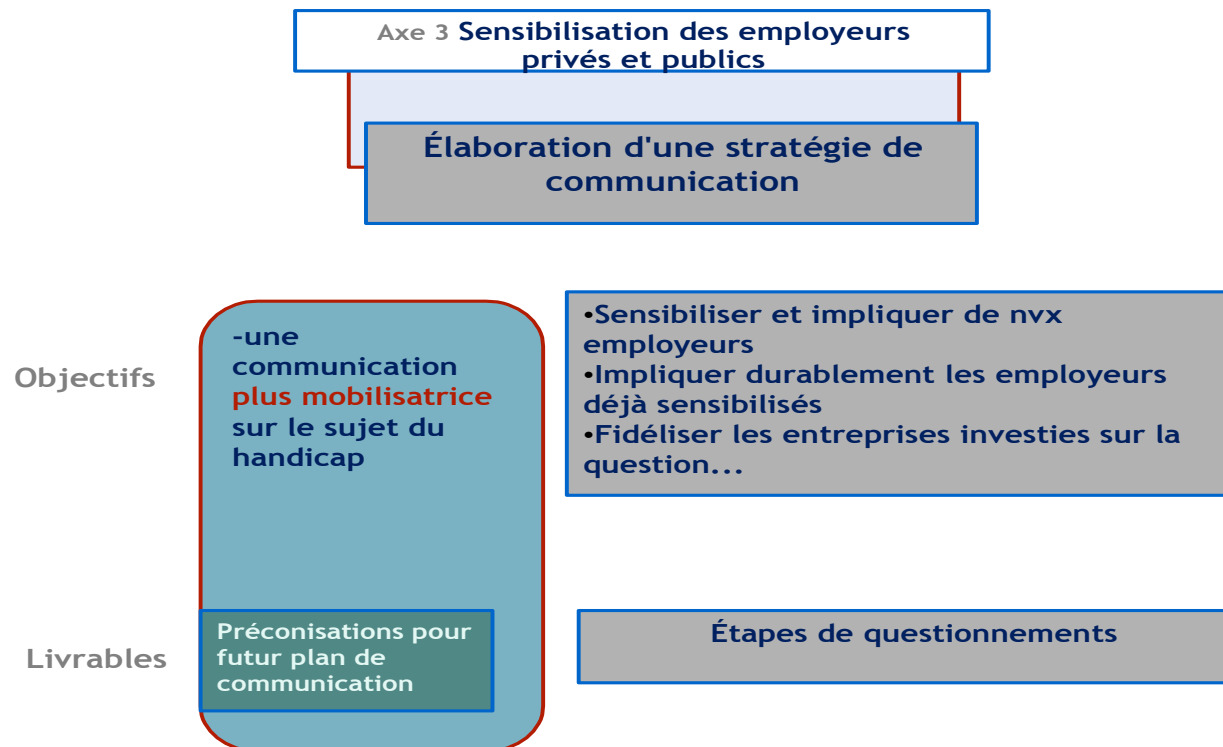 Axe 3 Sensibilisation des employeurs
privés et publics
Élaboration d'une stratégie de
communication
Objectifs
-une
communication
plus mobilisatrice
sur le sujet du
handicap
•Sensibiliser et impliquer de nvx
employeurs
•Impliquer durablement les employeurs
déjà sensibilisés
•Fidéliser les entreprises investies sur la
question...
Livrables
Préconisations pour
futur plan de
communication
Étapes de questionnements